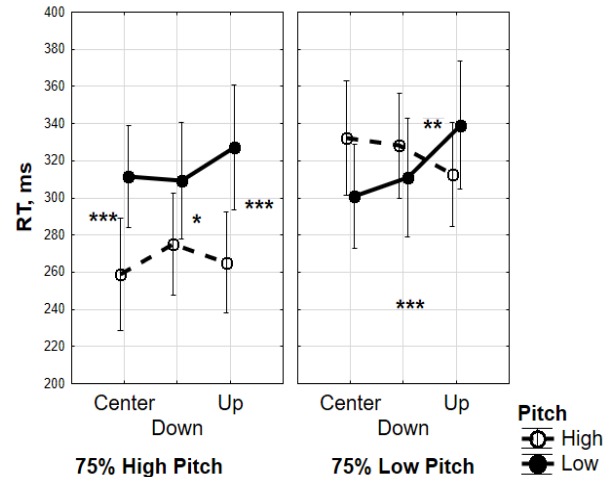 RT, ms
400
380
360
340
320
300
280
260
240
220
200
***
*
***
**
***
Center
Down
Up
75% High Pitch
Center
Down
Up
75% Low Pitch
Pitch
High
Low